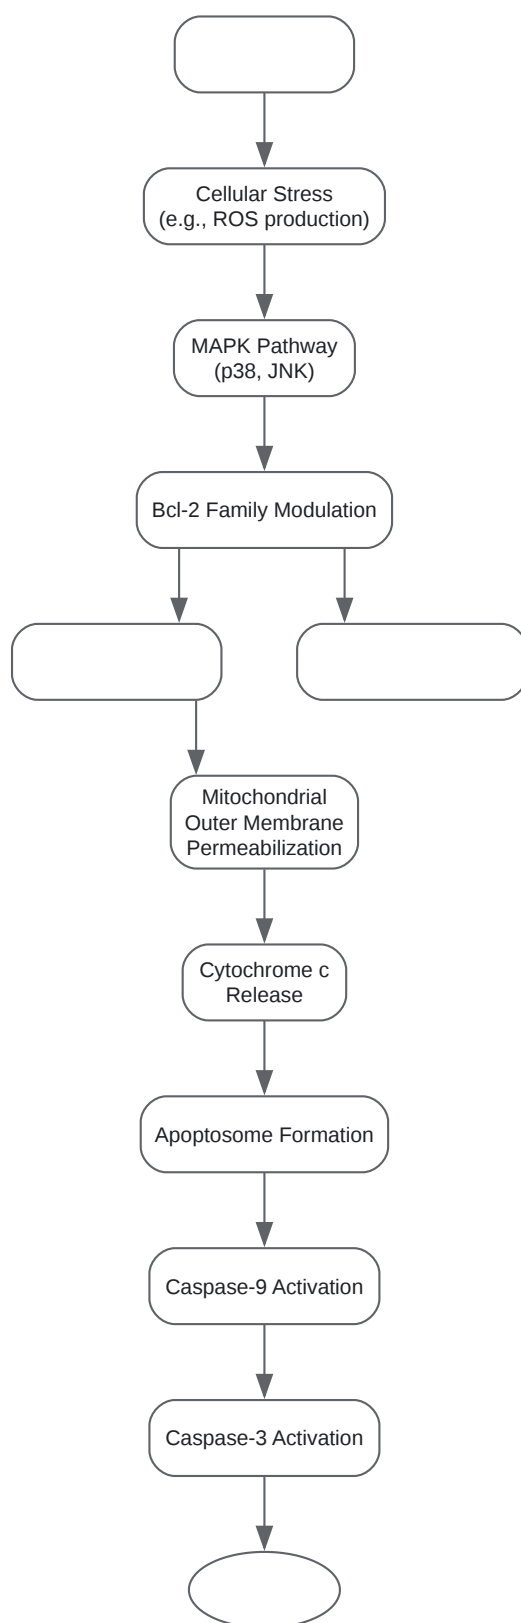 Cellular Stress
(e.g., ROS production)
MAPK Pathway
(p38, JNK)
Bcl-2 Family Modulation
Mitochondrial
Outer Membrane
Permeabilization
Cytochrome c
Release
Apoptosome Formation
Caspase-9 Activation
Caspase-3 Activation